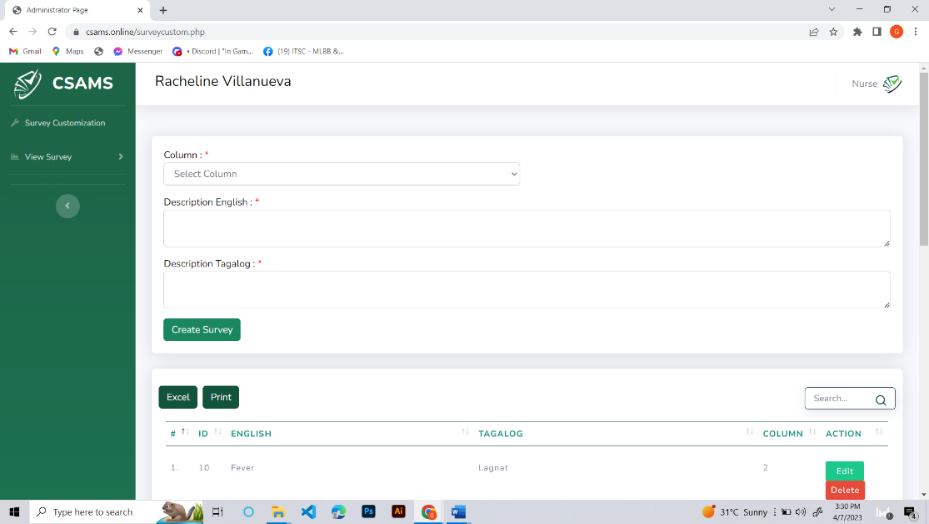 Administrator Page
csams.online/surveycustom.php
G
Gmail Maps Messenger • Discord | "In Gam... (19) ITSC - MLBB &...
CSAMS
Racheline Villanueva
Nurse
Survey Customization
View Survey
Column : *
Select Column
Description English : *
Description Tagalog : *
Create Survey
Excel Print
Search...
# ID ENGLISH TAGALOG COLUMN ACTION
1. 10 Fever Lagnat 2 Edit
Delete
Type here to search
Ps Ai
31°C Sunny
3:30 PM
4/7/2023
4